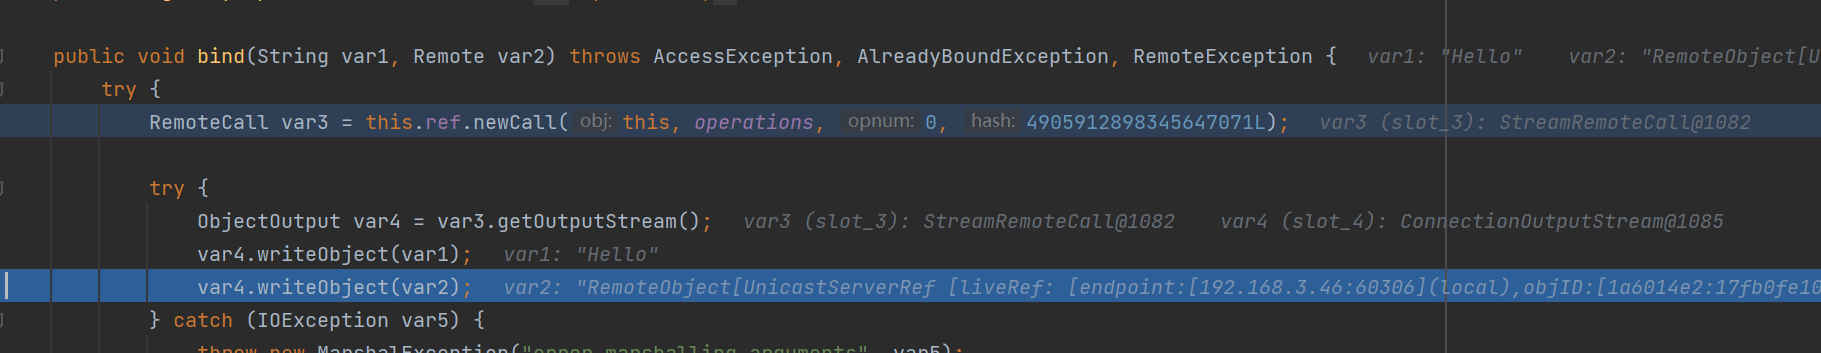 public void bind(String var1, Remote var2) throws AccessException, AlreadyBoundException, RemoteException {   var1: "Hello"    var2: "RemoteObject[U
try {
RemoteCall var3 = this.ref.newCall( obj: this, operations, opnum: 0, hash: 4905912898345647071L);   var3 (slot_3): StreamRemoteCall@1082
try {
ObjectOutput var4 = var3.getOutputStream();   var3 (slot_3): StreamRemoteCall@1082    var4 (slot_4): ConnectionOutputStream@1085
var4.writeObject(var1);   var1: "Hello"
var4.writeObject(var2);   var2: "RemoteObject[UnicastServerRef [liveRef: [endpoint:[192.168.3.46:60306](local),objID:[1a6014e2:17fb0fe10
} catch (IOException var5) {
throw new MarshalException("error marshalling arguments", var5);